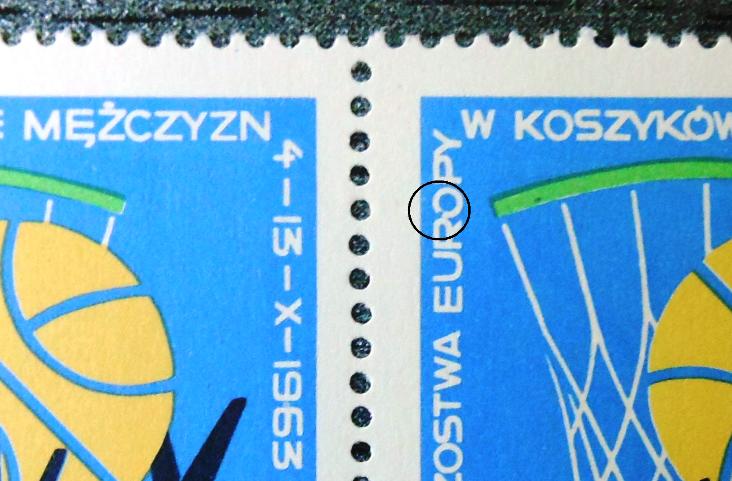 MĘŻCZYZN
4–13–X–1963
ZOSTWA EUROPY
W KOSZYKÓW